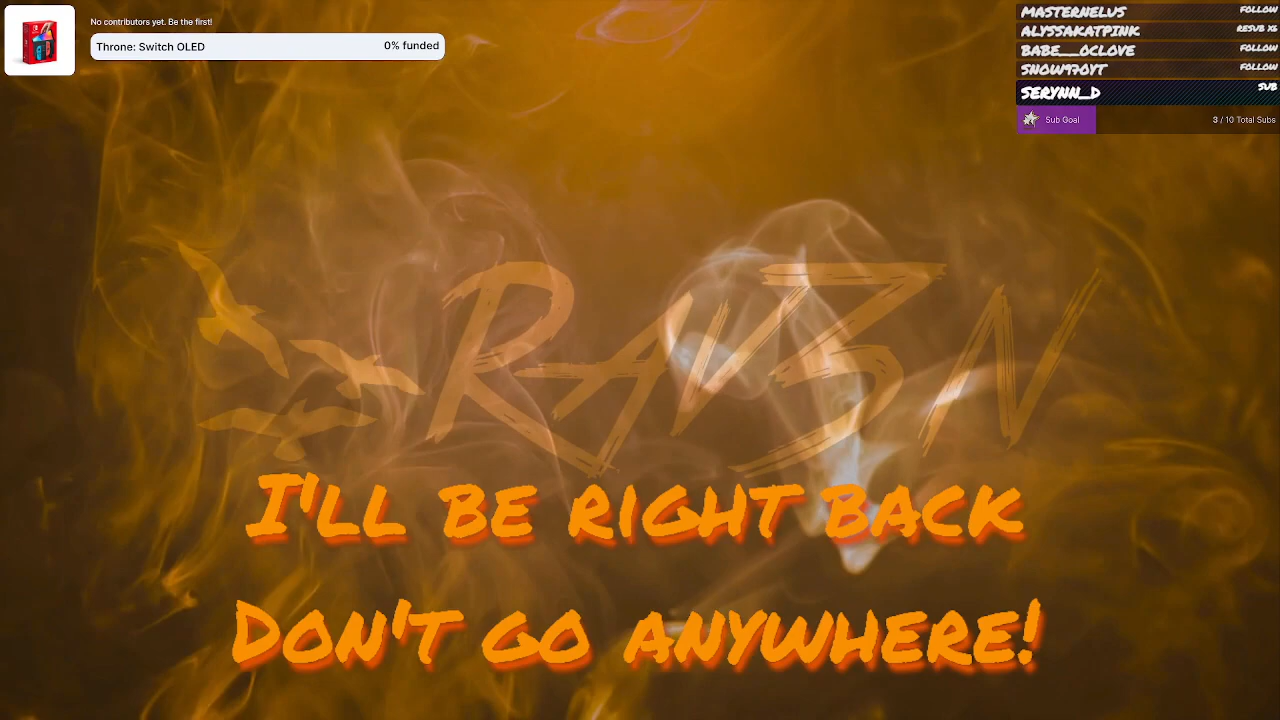 No contributors yet. Be the first!
Throne: Switch OLED 0% funded
MASTERNELUS FOLLOW
ALYSSAKATPINK RESUB X6
BABE__OCLOVE FOLLOW
SNOW970YT FOLLOW
SERYNN_D SUB
Sub Goal 3 / 10 Total Subs
RAV3N
I'LL BE RIGHT BACK
DON'T GO ANYWHERE!